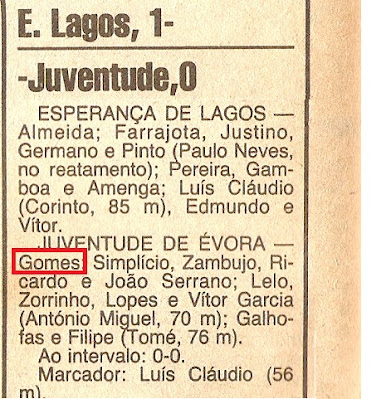 E. Lagos, 1-
-Juventude,0
ESPERANÇA DE LAGOS —
Almeida; Farrajota, Justino,
Germano e Pinto (Paulo Neves,
no reatamento); Pereira, Gam-
boa e Amenga; Luís Cláudio
(Corinto, 85 m), Edmundo e
Vítor.
JUVENTUDE DE ÉVORA —
Gomes; Simplício, Zambujo, Ri-
cardo e João Serrano; Lelo,
Zorrinho, Lopes e Vítor Garcia
(António Miguel, 70 m); Galho-
fas e Filipe (Tomé, 76 m).
Ao intervalo: 0-0.
Marcador: Luís Cláudio (56
m).